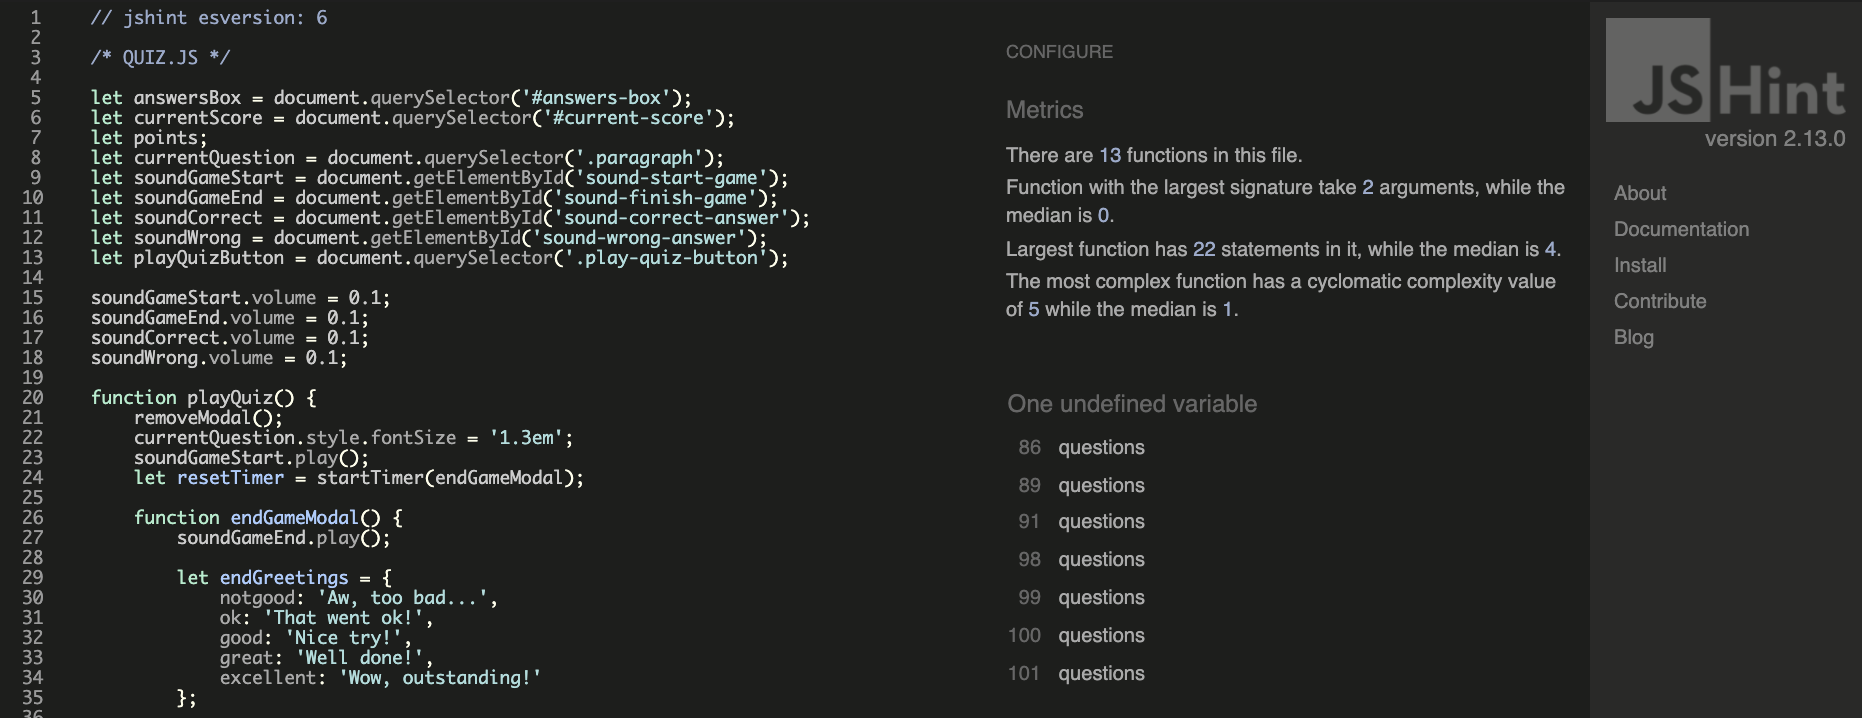 1 // jshint esversion: 6
2
3 /* QUIZ.JS */
4
5 let answersBox = document.querySelector('#answers-box');
6 let currentScore = document.querySelector('#current-score');
7 let points;
8 let currentQuestion = document.querySelector('.paragraph');
9 let soundGameStart = document.getElementById('sound-start-game');
10 let soundGameEnd = document.getElementById('sound-finish-game');
11 let soundCorrect = document.getElementById('sound-correct-answer');
12 let soundWrong = document.getElementById('sound-wrong-answer');
13 let playQuizButton = document.querySelector('.play-quiz-button');
14
15 soundGameStart.volume = 0.1;
16 soundGameEnd.volume = 0.1;
17 soundCorrect.volume = 0.1;
18 soundWrong.volume = 0.1;
19
20 function playQuiz() {
21     removeModal();
22     currentQuestion.style.fontSize = '1.3em';
23     soundGameStart.play();
24     let resetTimer = startTimer(endGameModal);
25
26     function endGameModal() {
27         soundGameEnd.play();
28
29         let endGreetings = {
30             notgood: 'Aw, too bad...',
31             ok: 'That went ok!',
32             good: 'Nice try!',
33             great: 'Well done!',
34             excellent: 'Wow, outstanding!'
35         };
36
CONFIGURE
Metrics
There are 13 functions in this file.
Function with the largest signature take 2 arguments, while the
median is 0.
Largest function has 22 statements in it, while the median is 4.
The most complex function has a cyclomatic complexity value
of 5 while the median is 1.
One undefined variable
86 questions
89 questions
91 questions
98 questions
99 questions
100 questions
101 questions
JSHint
version 2.13.0
About
Documentation
Install
Contribute
Blog